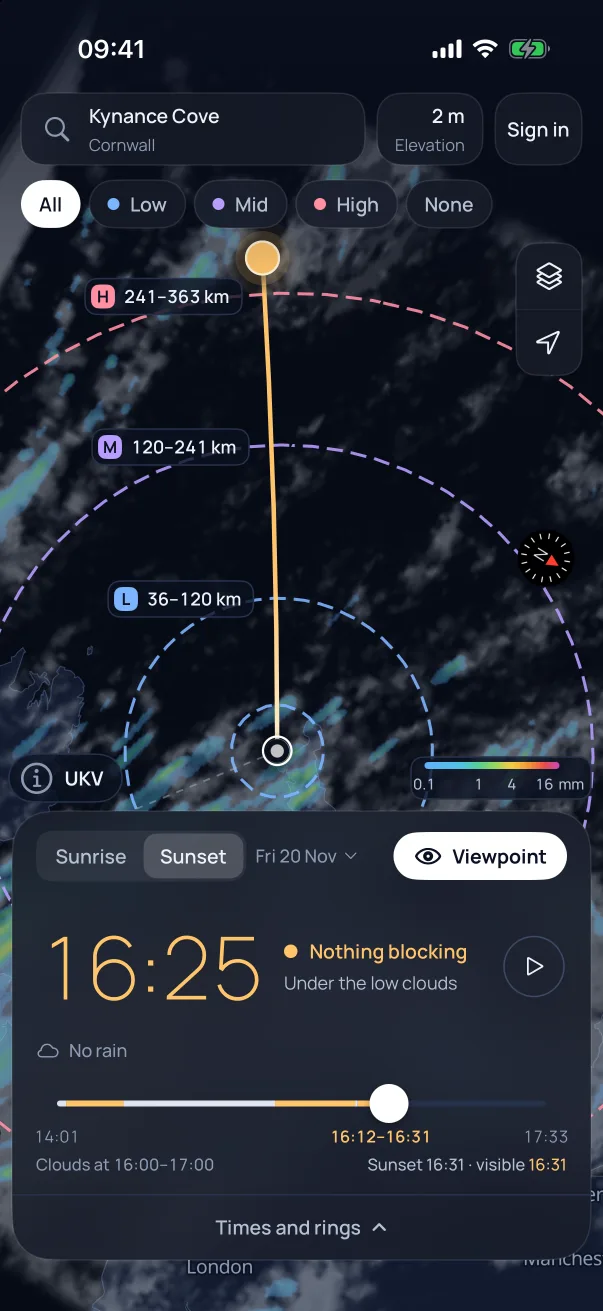 09:41
Kynance Cove
Cornwall
2 m
Elevation
Sign in
All
Low
Mid
High
None
H 241–363 km
M 120–241 km
N
L 36–120 km
UKV
0.1 1 4 16 mm
Sunrise
Sunset
Fri 20 Nov
Viewpoint
16:25
Nothing blocking
Under the low clouds
No rain
14:01
16:12–16:31
17:33
Clouds at 16:00–17:00
Sunset 16:31 · visible 16:31
Times and rings
London